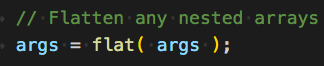 // Flatten any nested arrays
args = flat( args );